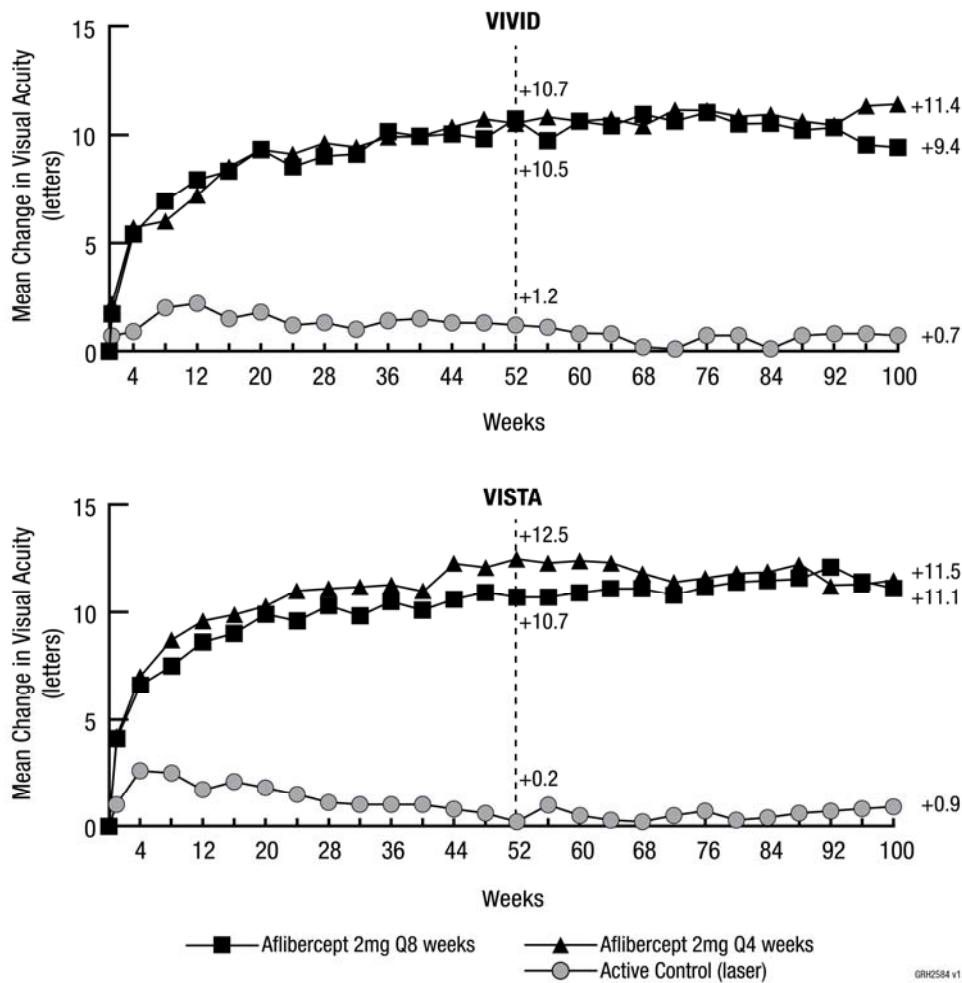 VIVID
Mean Change in Visual Acuity
(letters)
15
10
5
0
+10.7
+10.5
+1.2
+11.4
+9.4
+0.7
4 12 20 28 36 44 52 60 68 76 84 92 100
Weeks
VISTA
Mean Change in Visual Acuity
(letters)
15
10
5
0
+12.5
+10.7
+0.2
+11.5
+11.1
+0.9
4 12 20 28 36 44 52 60 68 76 84 92 100
Weeks
Aflibercept 2mg Q8 weeks
Aflibercept 2mg Q4 weeks
Active Control (laser)
GRH2584 v1